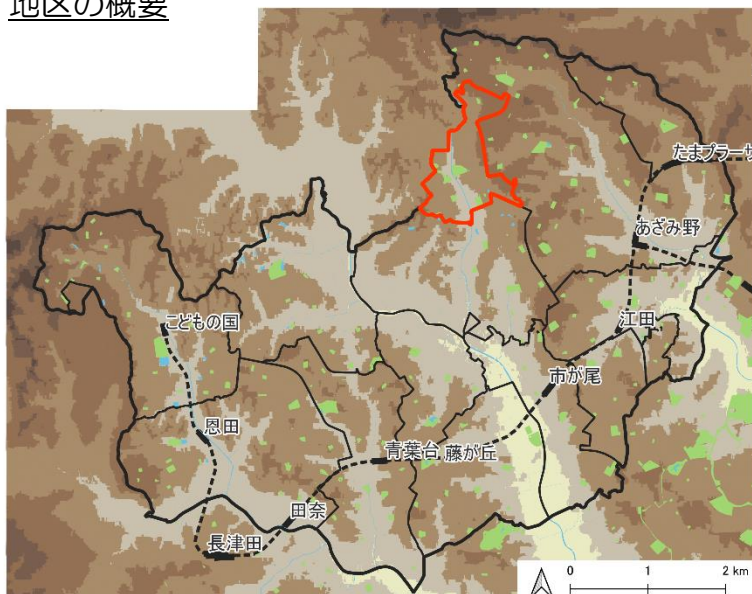 地区の概要
たまプラーザ
あざみ野
江田
こどもの国
市が尾
恩田
青葉台
藤が丘
田奈
長津田
0 1 2 km